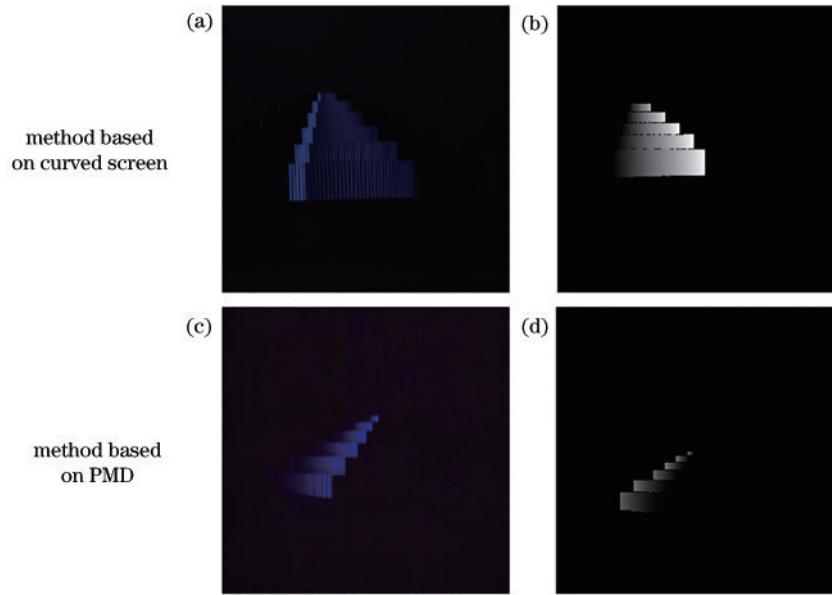 (a)
(b)
method based
on curved screen
(c)
(d)
method based
on PMD